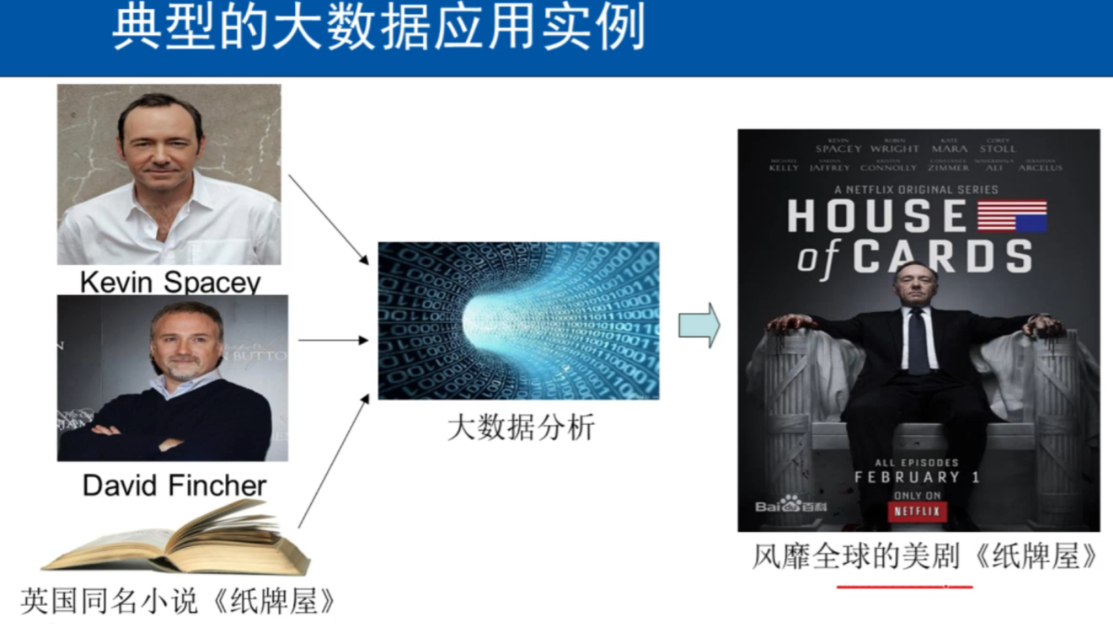 典型的大数据应用实例
Kevin Spacey
BUTTO
David Fincher
英国同名小说《纸牌屋》
大数据分析
KEVIN SPACEY ROBIN WRIGHT KATE MARA COREY STOLL
MICHAEL KELLY SAKINA JAFFREY KRISTEN CONNOLLY CONSTANCE ZIMMER MAHERSHALA ALI SEBASTIAN ARCELUS
A NETFLIX ORIGINAL SERIES
HOUSE
of CARDS
ALL EPISODES
FEBRUARY 1
ONLY ON
NETFLIX
Bai du 百科
风靡全球的美剧《纸牌屋》